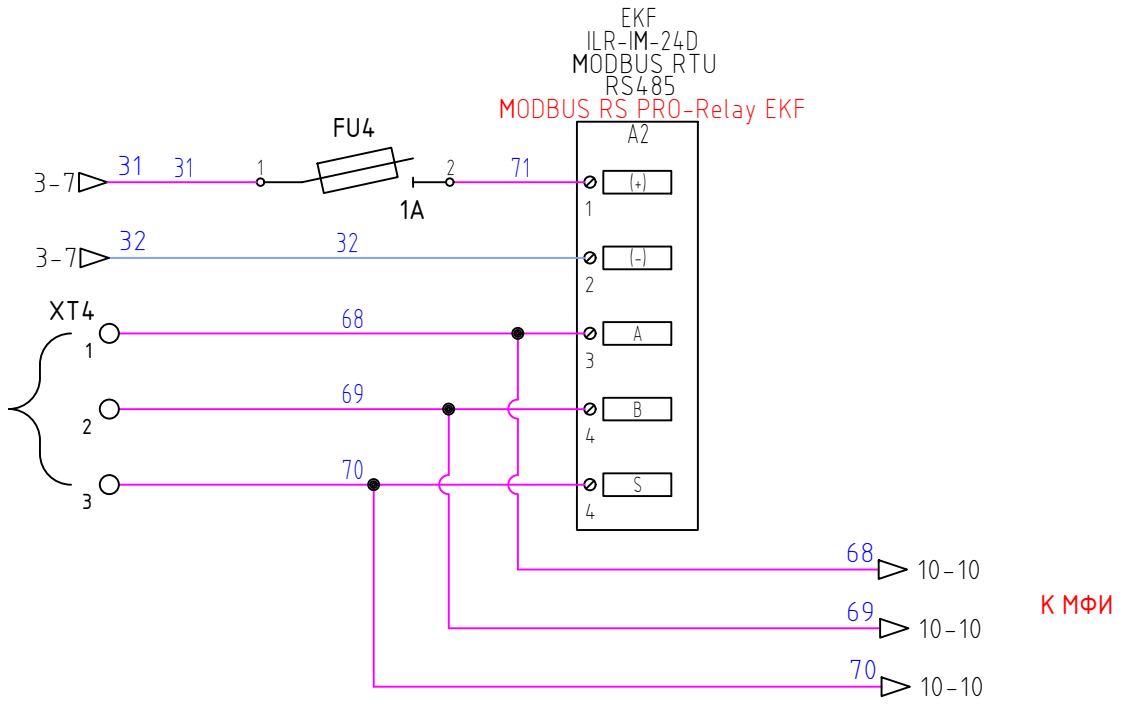 EKF
ILR-IM-24D
MODBUS RTU
RS485
MODBUS RS PRO-Relay EKF
A2
FU4
3-7 31 31 1 2 71 (+)
1A 1
3-7 32 32 (-)
2
XT4
68 A
1 3
69 B
2 4
70 S
3 4
68 10-10
К МФИ
69 10-10
70 10-10